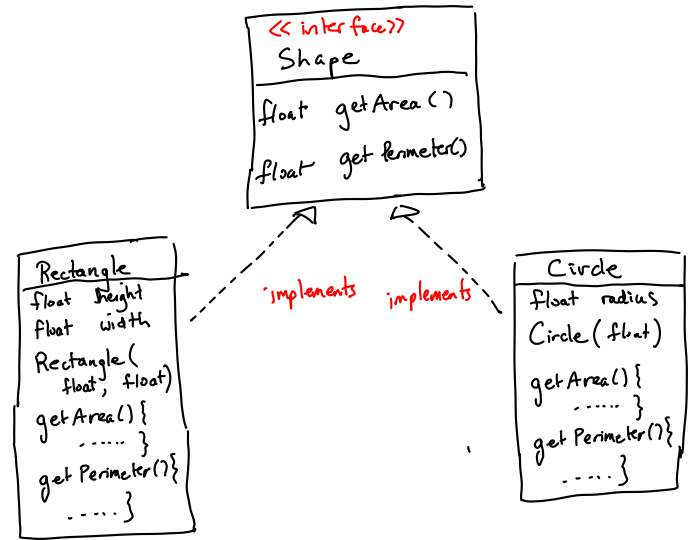 << interface>>
Shape
float getArea()
float getPerimeter()
implements implements
Rectangle
float height
float width
Rectangle(
float, float)
getArea(){
...... }
getPerimeter(){
..... }
Circle
float radius
Circle(float)
getArea(){
...... }
getPerimeter(){
..... }